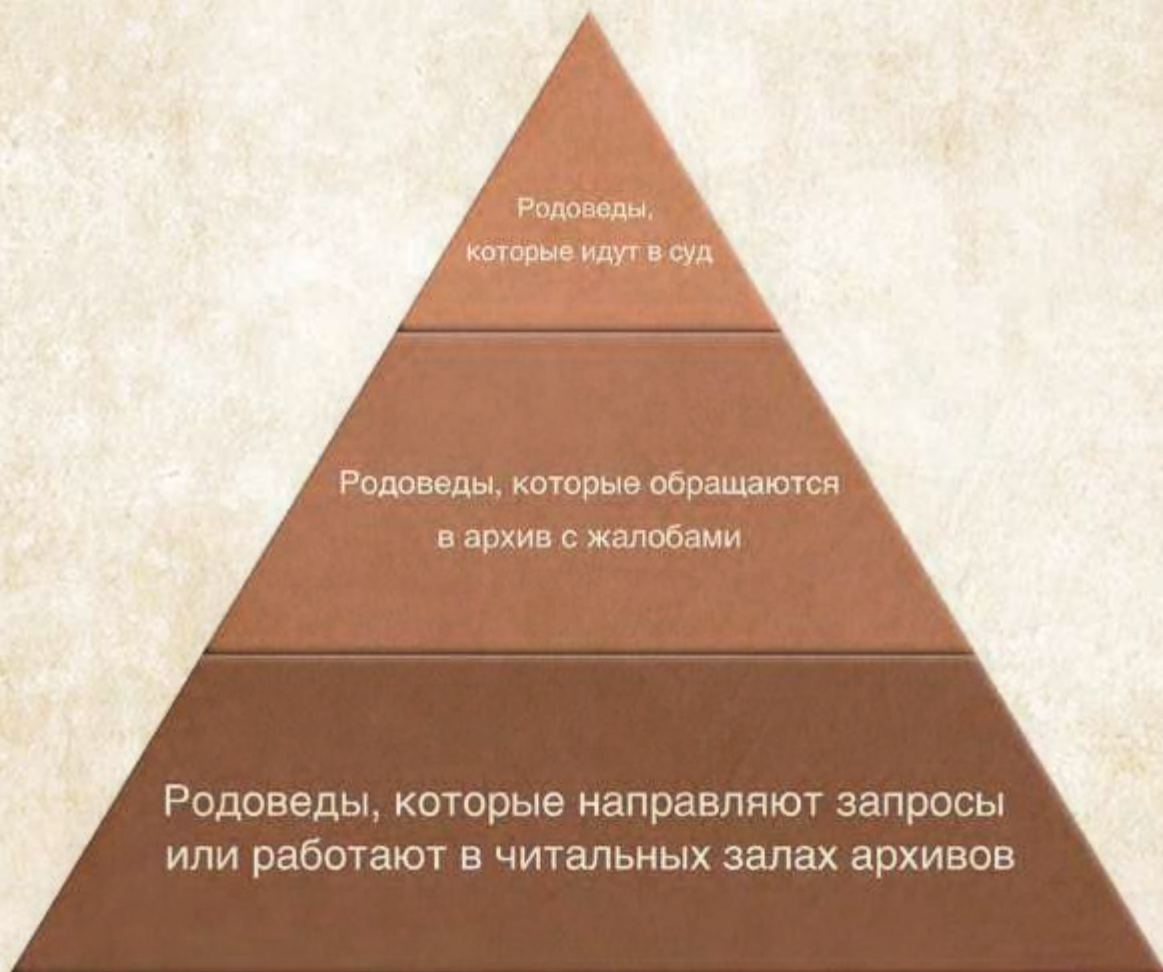 Родоведы,
которые идут в суд
Родоведы, которые обращаются
в архив с жалобами
Родоведы, которые направляют запросы
или работают в читальных залах архивов